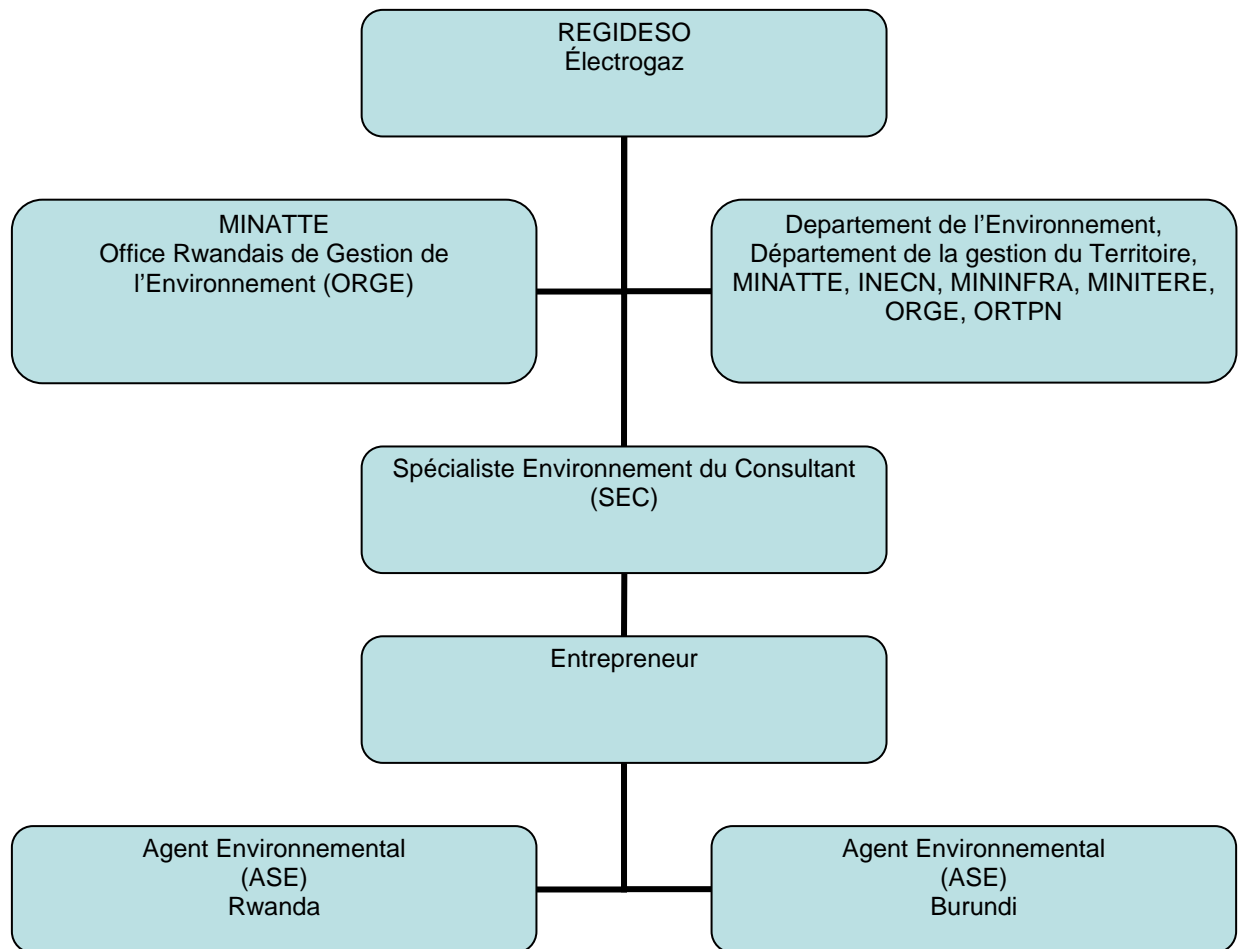 REGIDESO
Électrogaz
MINATTE
Office Rwandais de Gestion de
l’Environnement (ORGE)
Departement de l’Environnement,
Département de la gestion du Territoire,
MINATTE, INECN, MININFRA, MINITERE,
ORGE, ORTPN
Spécialiste Environnement du Consultant
(SEC)
Entrepreneur
Agent Environnemental
(ASE)
Rwanda
Agent Environnemental
(ASE)
Burundi